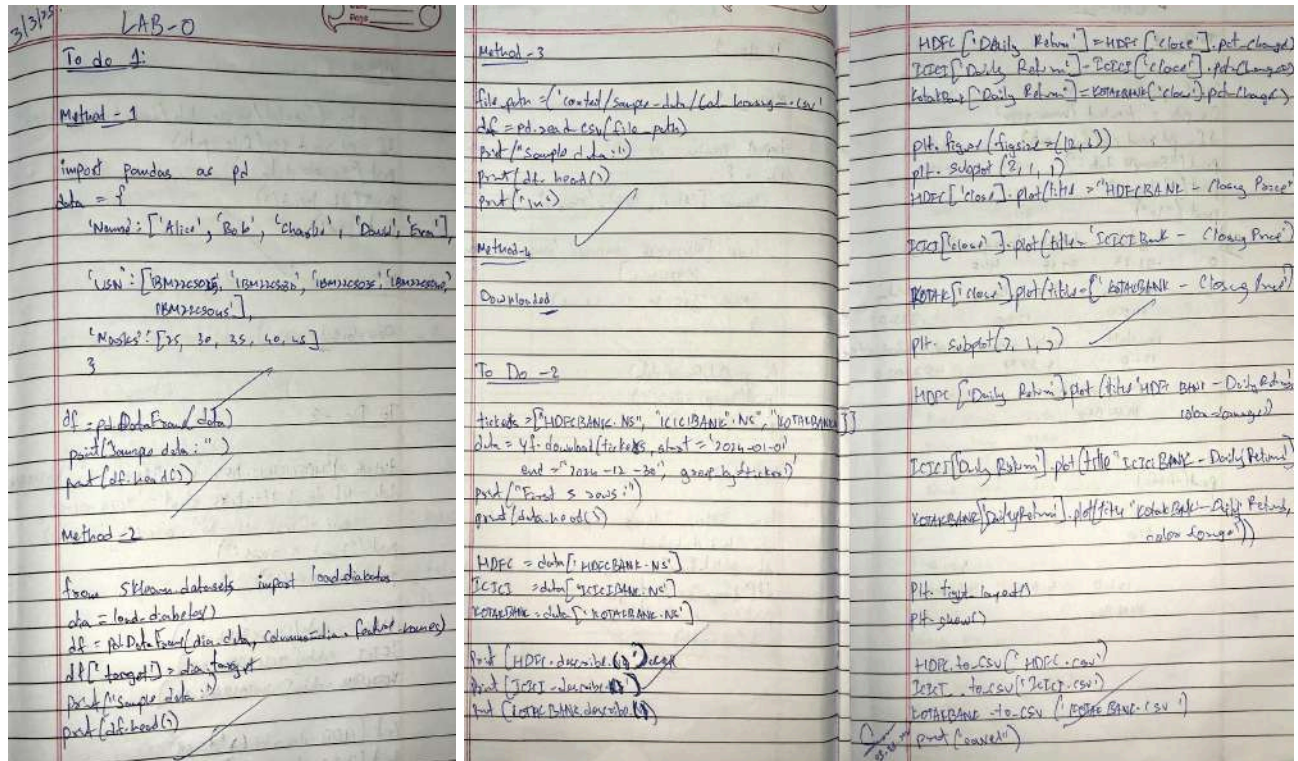 3/3/25
LAB-0
To do 1:
Method - 1
import pandas as pd
data = {
'Name': ['Alice', 'Bob', 'Charlie', 'David', 'Eva'],
'USN': [
],
'Marks': [25, 30, 35, 40, 45]
}
df = pd.DataFrame(data)
print("Sample data:")
print(df.head())
Method - 2
from sklearn.datasets import load_diabetes
dia = load_diabetes()
df = pd.DataFrame(dia.data, columns=dia.feature_names)
df['target'] = dia.target
print("Sample data:")
print(df.head())
Method - 3
file_path = ('content/sample-data/
df = pd.read_csv(file_path)
print("Sample data:")
print(df.head())
print("\n")
Method-4
Downloaded
To Do - 2
tickers = ["HDFCBANK.NS", "ICICIBANK".NS", "KOTAKBANK
data = yf.download(tickers, start = '2024-01-01'
end = "2024-12-30", group_by=ticker)'
print("First 5 rows:")
print(data.head())
HDFC = data['HDFCBANK.NS']
ICICI = data['ICICIBANK.NS']
KOTAKBANK = data['KOTAKBANK.NS']
Print(HDFC.describe
Print(ICICI.describe
Print(KOTAKBANK.describe
HDFC['Daily Return'] = HDFC['close'].pct_change()
ICICI['Daily Return'] = ICICI['close'].pct_change()
KotakBank['Daily Return'] = KOTAKBANK['close'].pct_change()
plt.figure(figsize=(12,6))
plt.subplot(2,1,1)
HDFC['close'].plot(title="HDFCBANK - Closing Price"
ICICI['close'].plot(title='ICICIBank - Closing Price')
KOTAK['close'].plot(title=['KOTAKBANK - Closing Price')
plt.subplot(2,1,2)
HDFC['Daily Return'].plot(title'HDFC BANK - Daily Return
color=orange)
ICICI['Daily Return'].plot(title"ICICI BANK - Daily Return)
KOTAKBANK['Daily Return'].plot(title"Kotak Bank - Daily Return,
color=orange'))
Plt.tight_layout()
Plt.show()
HDFC.to_csv('HDFC.csv')
ICICI.to_csv('ICICI.csv')
KOTAKBANK.to_csv('KOTAKBANK.csv')
print("saved")